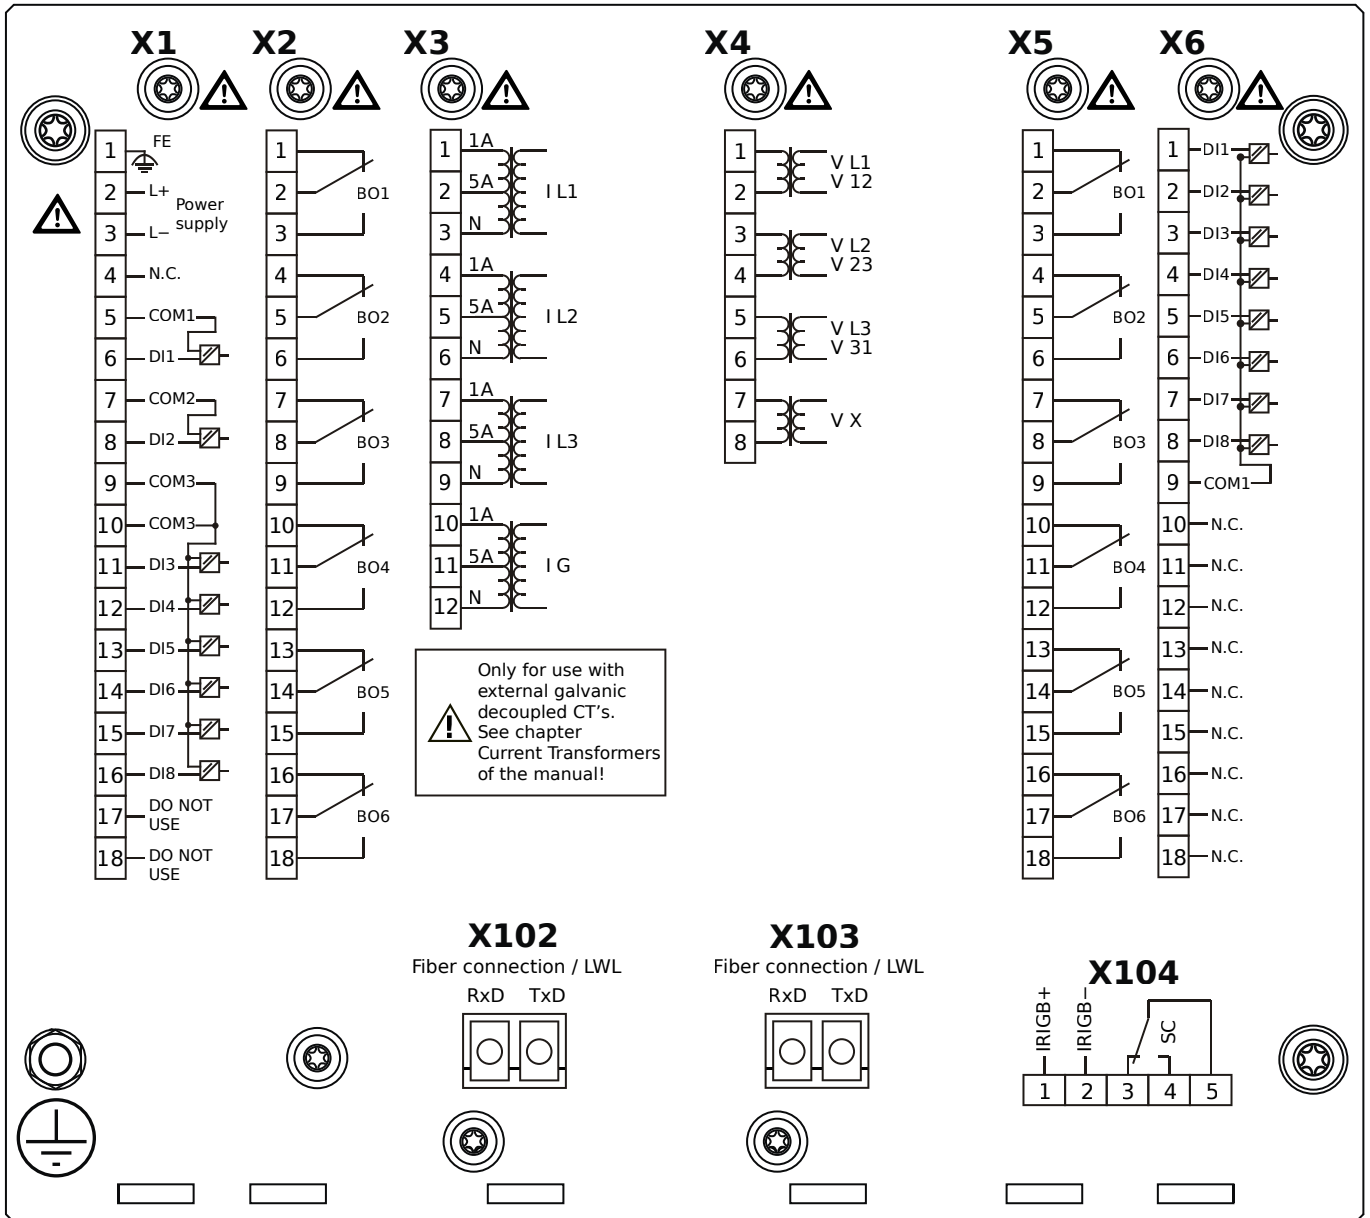 X1
X2
X3
X4
X5
X6
1 FE
2 L+
Power
supply
3 L−
4 N.C.
5 COM1
6 DI1
7 COM2
8 DI2
9 COM3
10 COM3
11 DI3
12 DI4
13 DI5
14 DI6
15 DI7
16 DI8
17 DO NOT
USE
18 DO NOT
USE
1
2 BO1
3
4
5 BO2
6
7
8 BO3
9
10
11 BO4
12
13
14 BO5
15
16
17 BO6
18
1 1A
2 5A I L1
3 N
4 1A
5 5A I L2
6 N
7 1A
8 5A I L3
9 N
10 1A
11 5A I G
12 N
Only for use with
external galvanic
decoupled CT's.
See chapter
Current Transformers
of the manual!
1 V L1
2 V 12
3 V L2
4 V 23
5 V L3
6 V 31
7 V X
8
1
2 BO1
3
4
5 BO2
6
7
8 BO3
9
10
11 BO4
12
13
14 BO5
15
16
17 BO6
18
1 DI1
2 DI2
3 DI3
4 DI4
5 DI5
6 DI6
7 DI7
8 DI8
9 COM1
10 N.C.
11 N.C.
12 N.C.
13 N.C.
14 N.C.
15 N.C.
16 N.C.
17 N.C.
18 N.C.
X102
Fiber connection / LWL
RxD TxD
X103
Fiber connection / LWL
RxD TxD
X104
IRIGB+
IRIGB−
SC
1 2 3 4 5